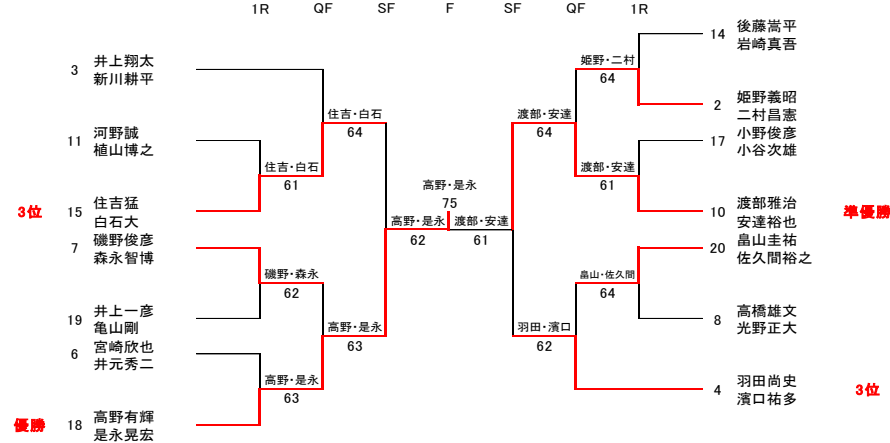 1R QF SF F SF QF 1R
3 井上翔太
新川耕平
11 河野誠
植山博之
3位 15 住吉猛
白石大
7 磯野俊彦
森永智博
19 井上一彦
亀山剛
6 宮崎欣也
井元秀二
優勝 18 高野有輝
是永晃宏
住吉・白石
61
磯野・森永
62
高野・是永
63
住吉・白石
64
高野・是永
63
高野・是永
62
高野・是永
75
渡部・安達
61
渡部・安達
64
羽田・濱口
62
姫野・二村
64
渡部・安達
61
畠山・佐久間
64
14 後藤嵩平
岩崎真吾
2 姫野義昭
二村昌憲
17 小野俊彦
小谷次雄
10 渡部雅治 準優勝
安達裕也
20 畠山圭祐
佐久間裕之
8 高橋雄文
光野正大
4 羽田尚史 3位
濱口祐多